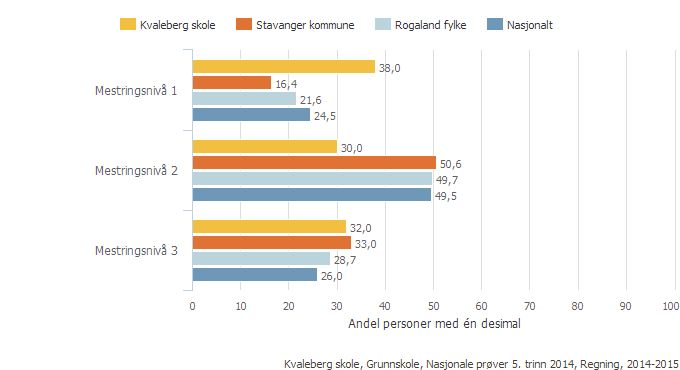 Kvaleberg skole Stavanger kommune Rogaland fylke Nasjonalt
Mestringsnivå 1
38,0
16,4
21,6
24,5
Mestringsnivå 2
30,0
50,6
49,7
49,5
Mestringsnivå 3
32,0
33,0
28,7
26,0
0 10 20 30 40 50 60 70 80 90 100
Andel personer med én desimal
Kvaleberg skole, Grunnskole, Nasjonale prøver 5. trinn 2014, Regning, 2014-2015